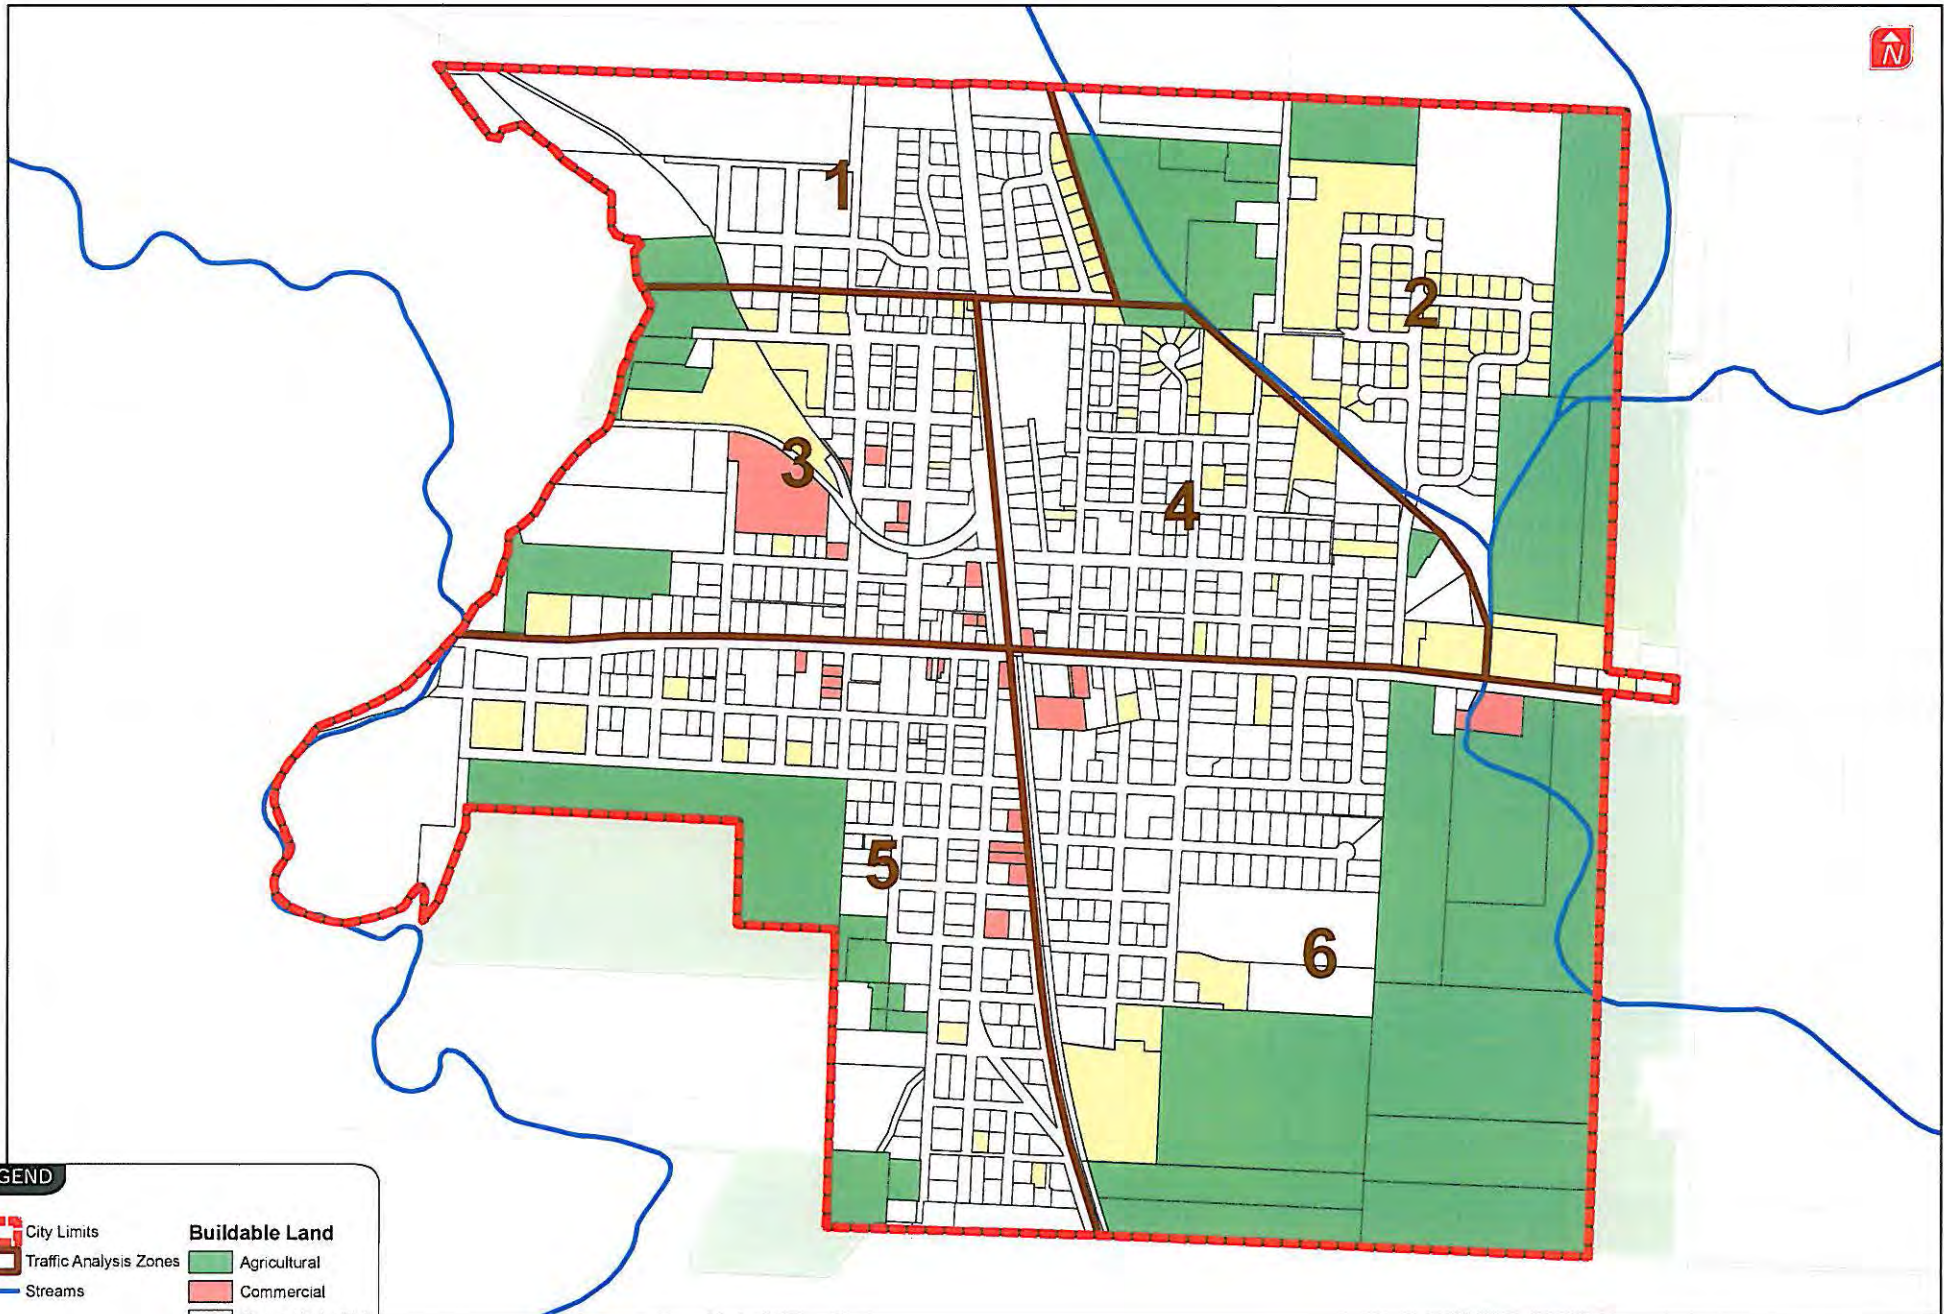 N
1
2
3
4
5
6
GEND
City Limits
Buildable Land
Traffic Analysis Zones
Agricultural
Streams
Commercial